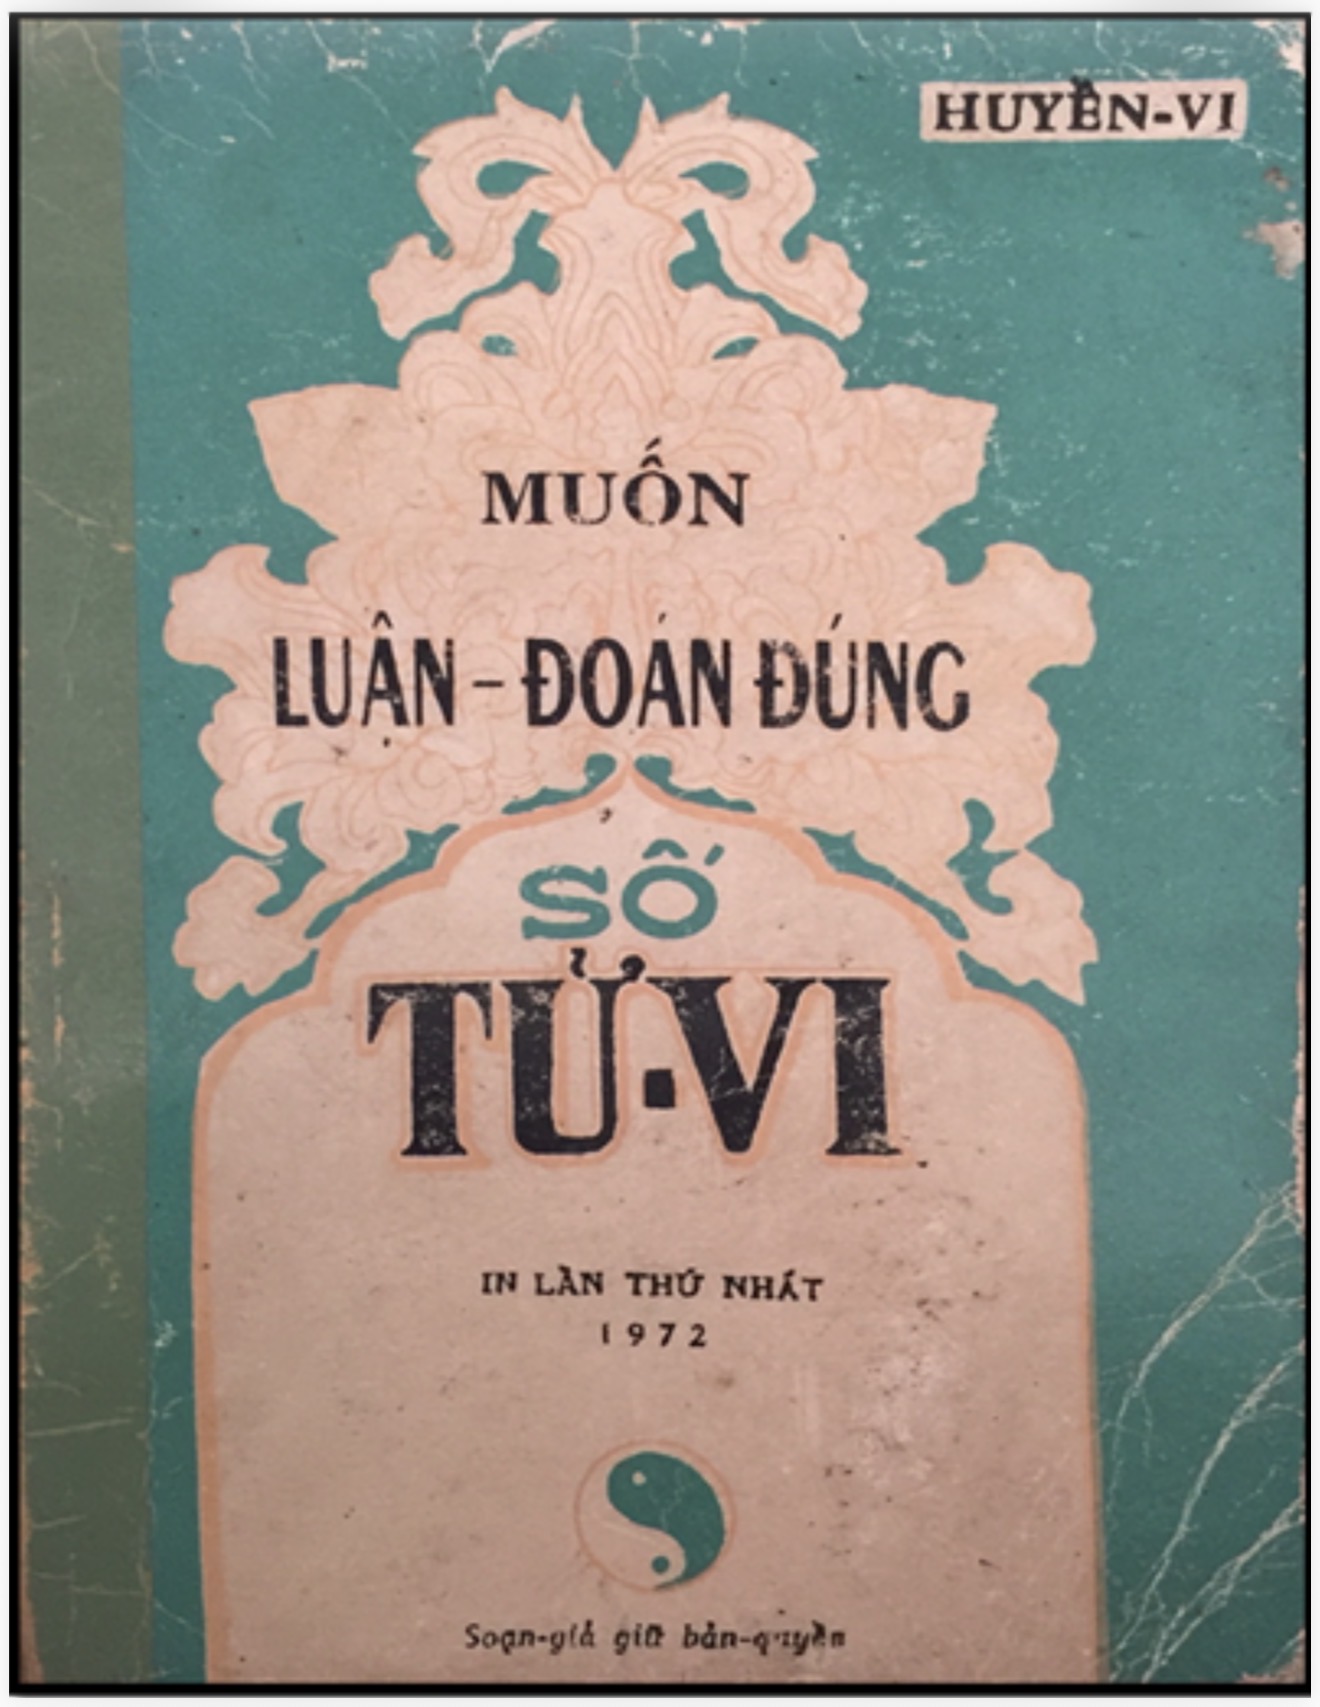 HUYỀN-VI
MUỐN
LUẬN - ĐOÁN ĐÚNG
SỐ
TỬ-VI
IN LẦN THỨ NHẤT
1972
Soạn-giả giữ bản-quyền